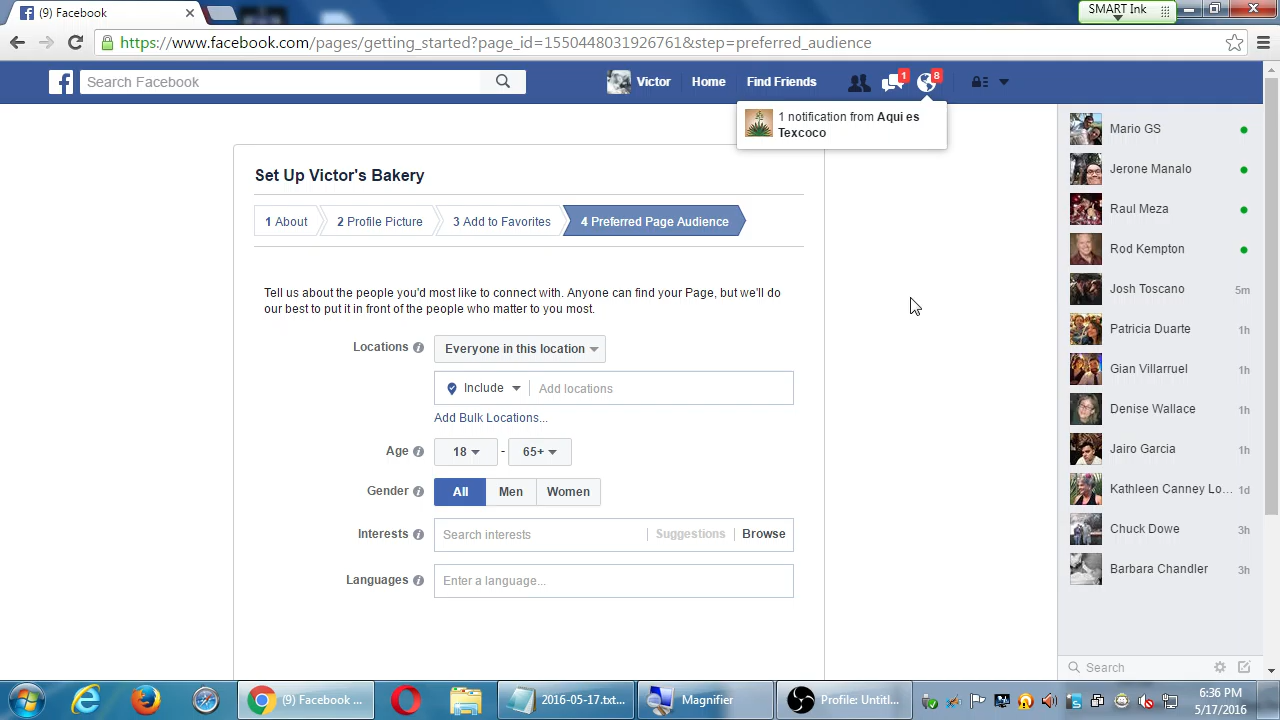 (9) Facebook
SMART Ink
https://www.facebook.com/pages/getting_started?page_id=1550448031926761&step=preferred_audience
Search Facebook
Victor
Home
Find Friends
1
8
1 notification from Aqui es
Texcoco
Set Up Victor's Bakery
1 About
2 Profile Picture
3 Add to Favorites
4 Preferred Page Audience
Tell us about the people you'd most like to connect with. Anyone can find your Page, but we'll do
our best to put it in front of the people who matter to you most.
Locations
Everyone in this location
Include
Add locations
Add Bulk Locations...
Age
18
-
65+
Gender
All
Men
Women
Interests
Search interests
Suggestions
Browse
Languages
Enter a language...
Mario GS
Jerone Manalo
Raul Meza
Rod Kempton
Josh Toscano 5m
Patricia Duarte 1h
Gian Villarruel 1h
Denise Wallace 1h
Jairo Garcia 1h
Kathleen Canney Lo... 1d
Chuck Dowe 3h
Barbara Chandler 3h
Search
(9) Facebook ...
2016-05-17.txt...
Magnifier
Profile: Untitl...
6:36 PM
5/17/2016